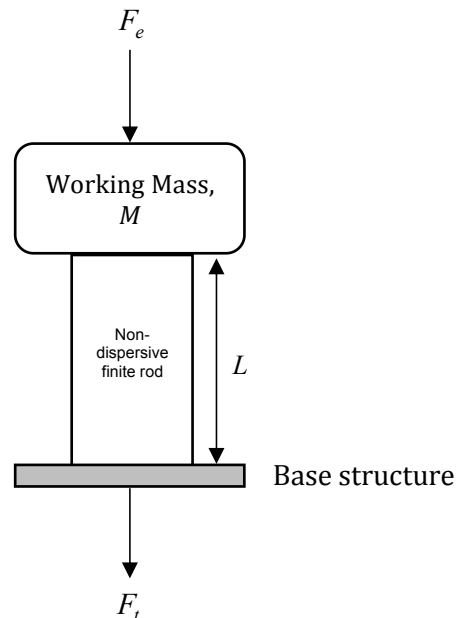 F_e
Working Mass,
M
Non-
dispersive
finite rod
L
Base structure
F_t